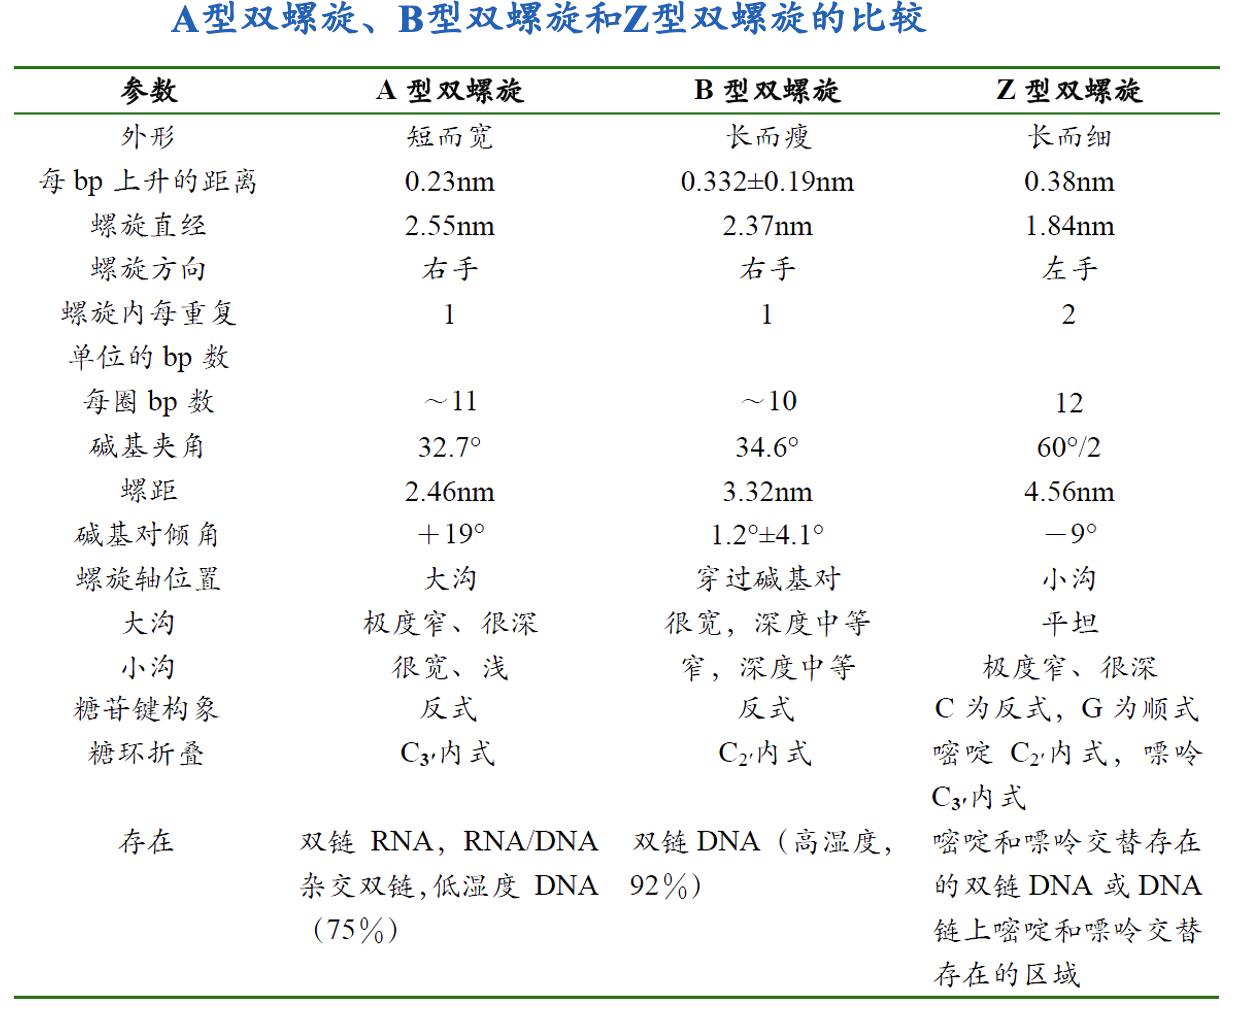 A型双螺旋、B型双螺旋和Z型双螺旋的比较
参数 A 型双螺旋 B 型双螺旋 Z 型双螺旋
外形 短而宽 长而瘦 长而细
每 bp 上升的距离 0.23nm 0.332±0.19nm 0.38nm
螺旋直经 2.55nm 2.37nm 1.84nm
螺旋方向 右手 右手 左手
螺旋内每重复 1 1 2
单位的 bp 数
每圈 bp 数 ～11 ～10 12
碱基夹角 32.7° 34.6° 60°/2
螺距 2.46nm 3.32nm 4.56nm
碱基对倾角 ＋19° 1.2°±4.1° －9°
螺旋轴位置 大沟 穿过碱基对 小沟
大沟 极度窄、很深 很宽，深度中等 平坦
小沟 很宽、浅 窄，深度中等 极度窄、很深
糖苷键构象 反式 反式 C 为反式，G 为顺式
糖环折叠 C3′内式 C2′内式 嘧啶 C2′内式，嘌呤
C3′内式
存在 双链 RNA，RNA/DNA 双链 DNA（高湿度， 嘧啶和嘌呤交替存在
杂交双链,低湿度 DNA 92％） 的双链 DNA 或 DNA
（75％） 链上嘧啶和嘌呤交替
存在的区域